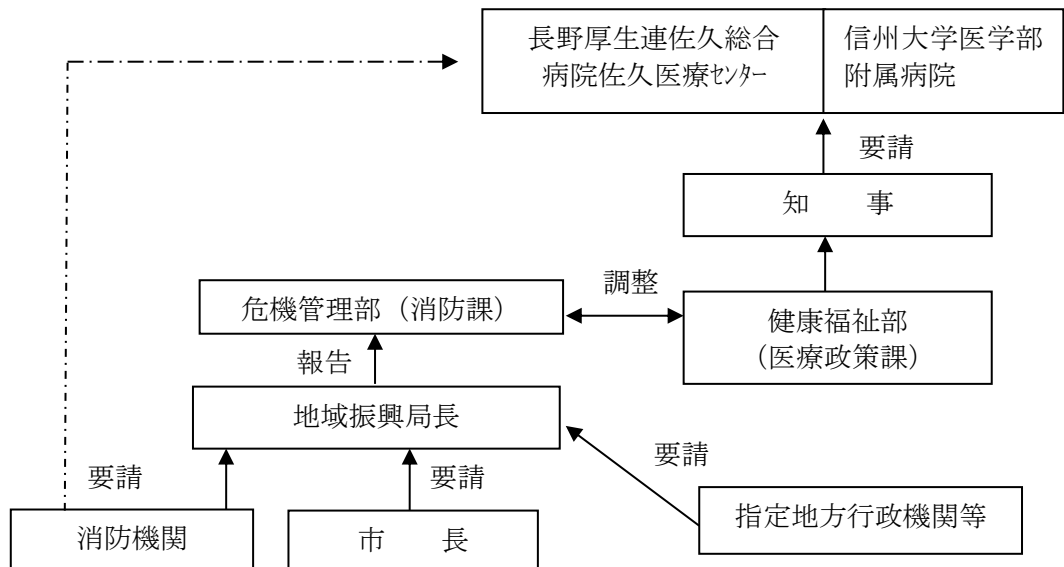 長野厚生連佐久総合
病院佐久医療ｾﾝﾀｰ
信州大学医学部
附属病院
要請
知　　事
調整
危機管理部（消防課）
健康福祉部
（医療政策課）
報告
地域振興局長
要請
要請
要請
指定地方行政機関等
消防機関
市　　長